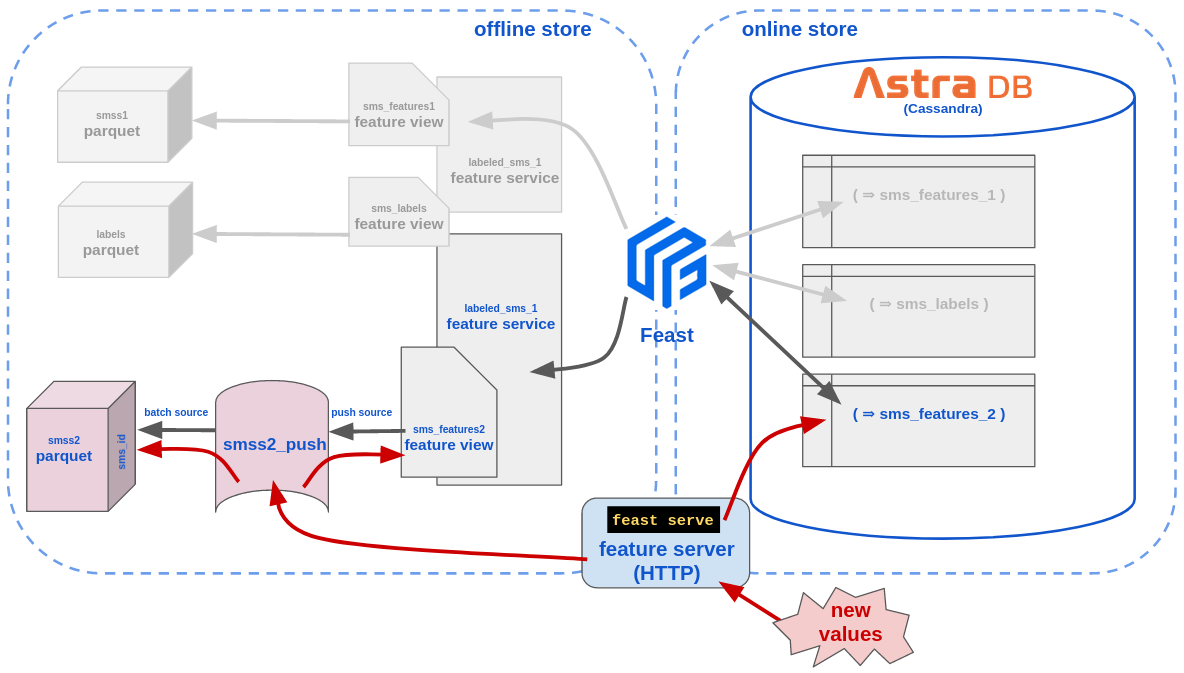 offline store
online store
Astra DB
(Cassandra)
smss1
parquet
sms_features1
feature view
labeled_sms_1
feature service
labels
parquet
sms_labels
feature view
( ⇒ sms_features_1 )
( ⇒ sms_labels )
labeled_sms_1
feature service
Feast
smss2
parquet
sms_id
batch source
smss2_push
push source
sms_features2
feature view
( ⇒ sms_features_2 )
feast serve
feature server
(HTTP)
new
values